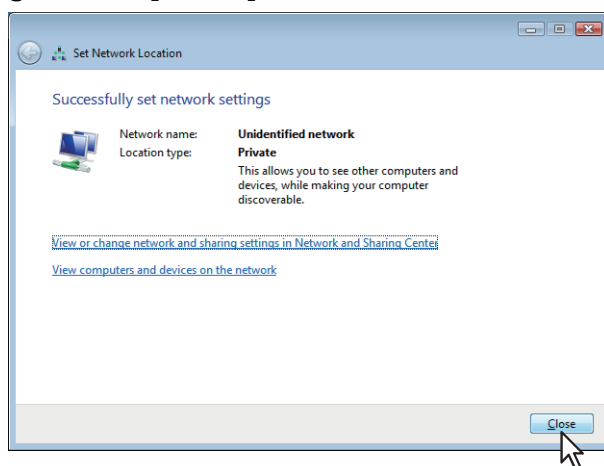 Set Network Location
Successfully set network settings
Network name: Unidentified network
Location type: Private
This allows you to see other computers and
devices, while making your computer
discoverable.
View or change network and sharing settings in Network and Sharing Center
View computers and devices on the network
Close